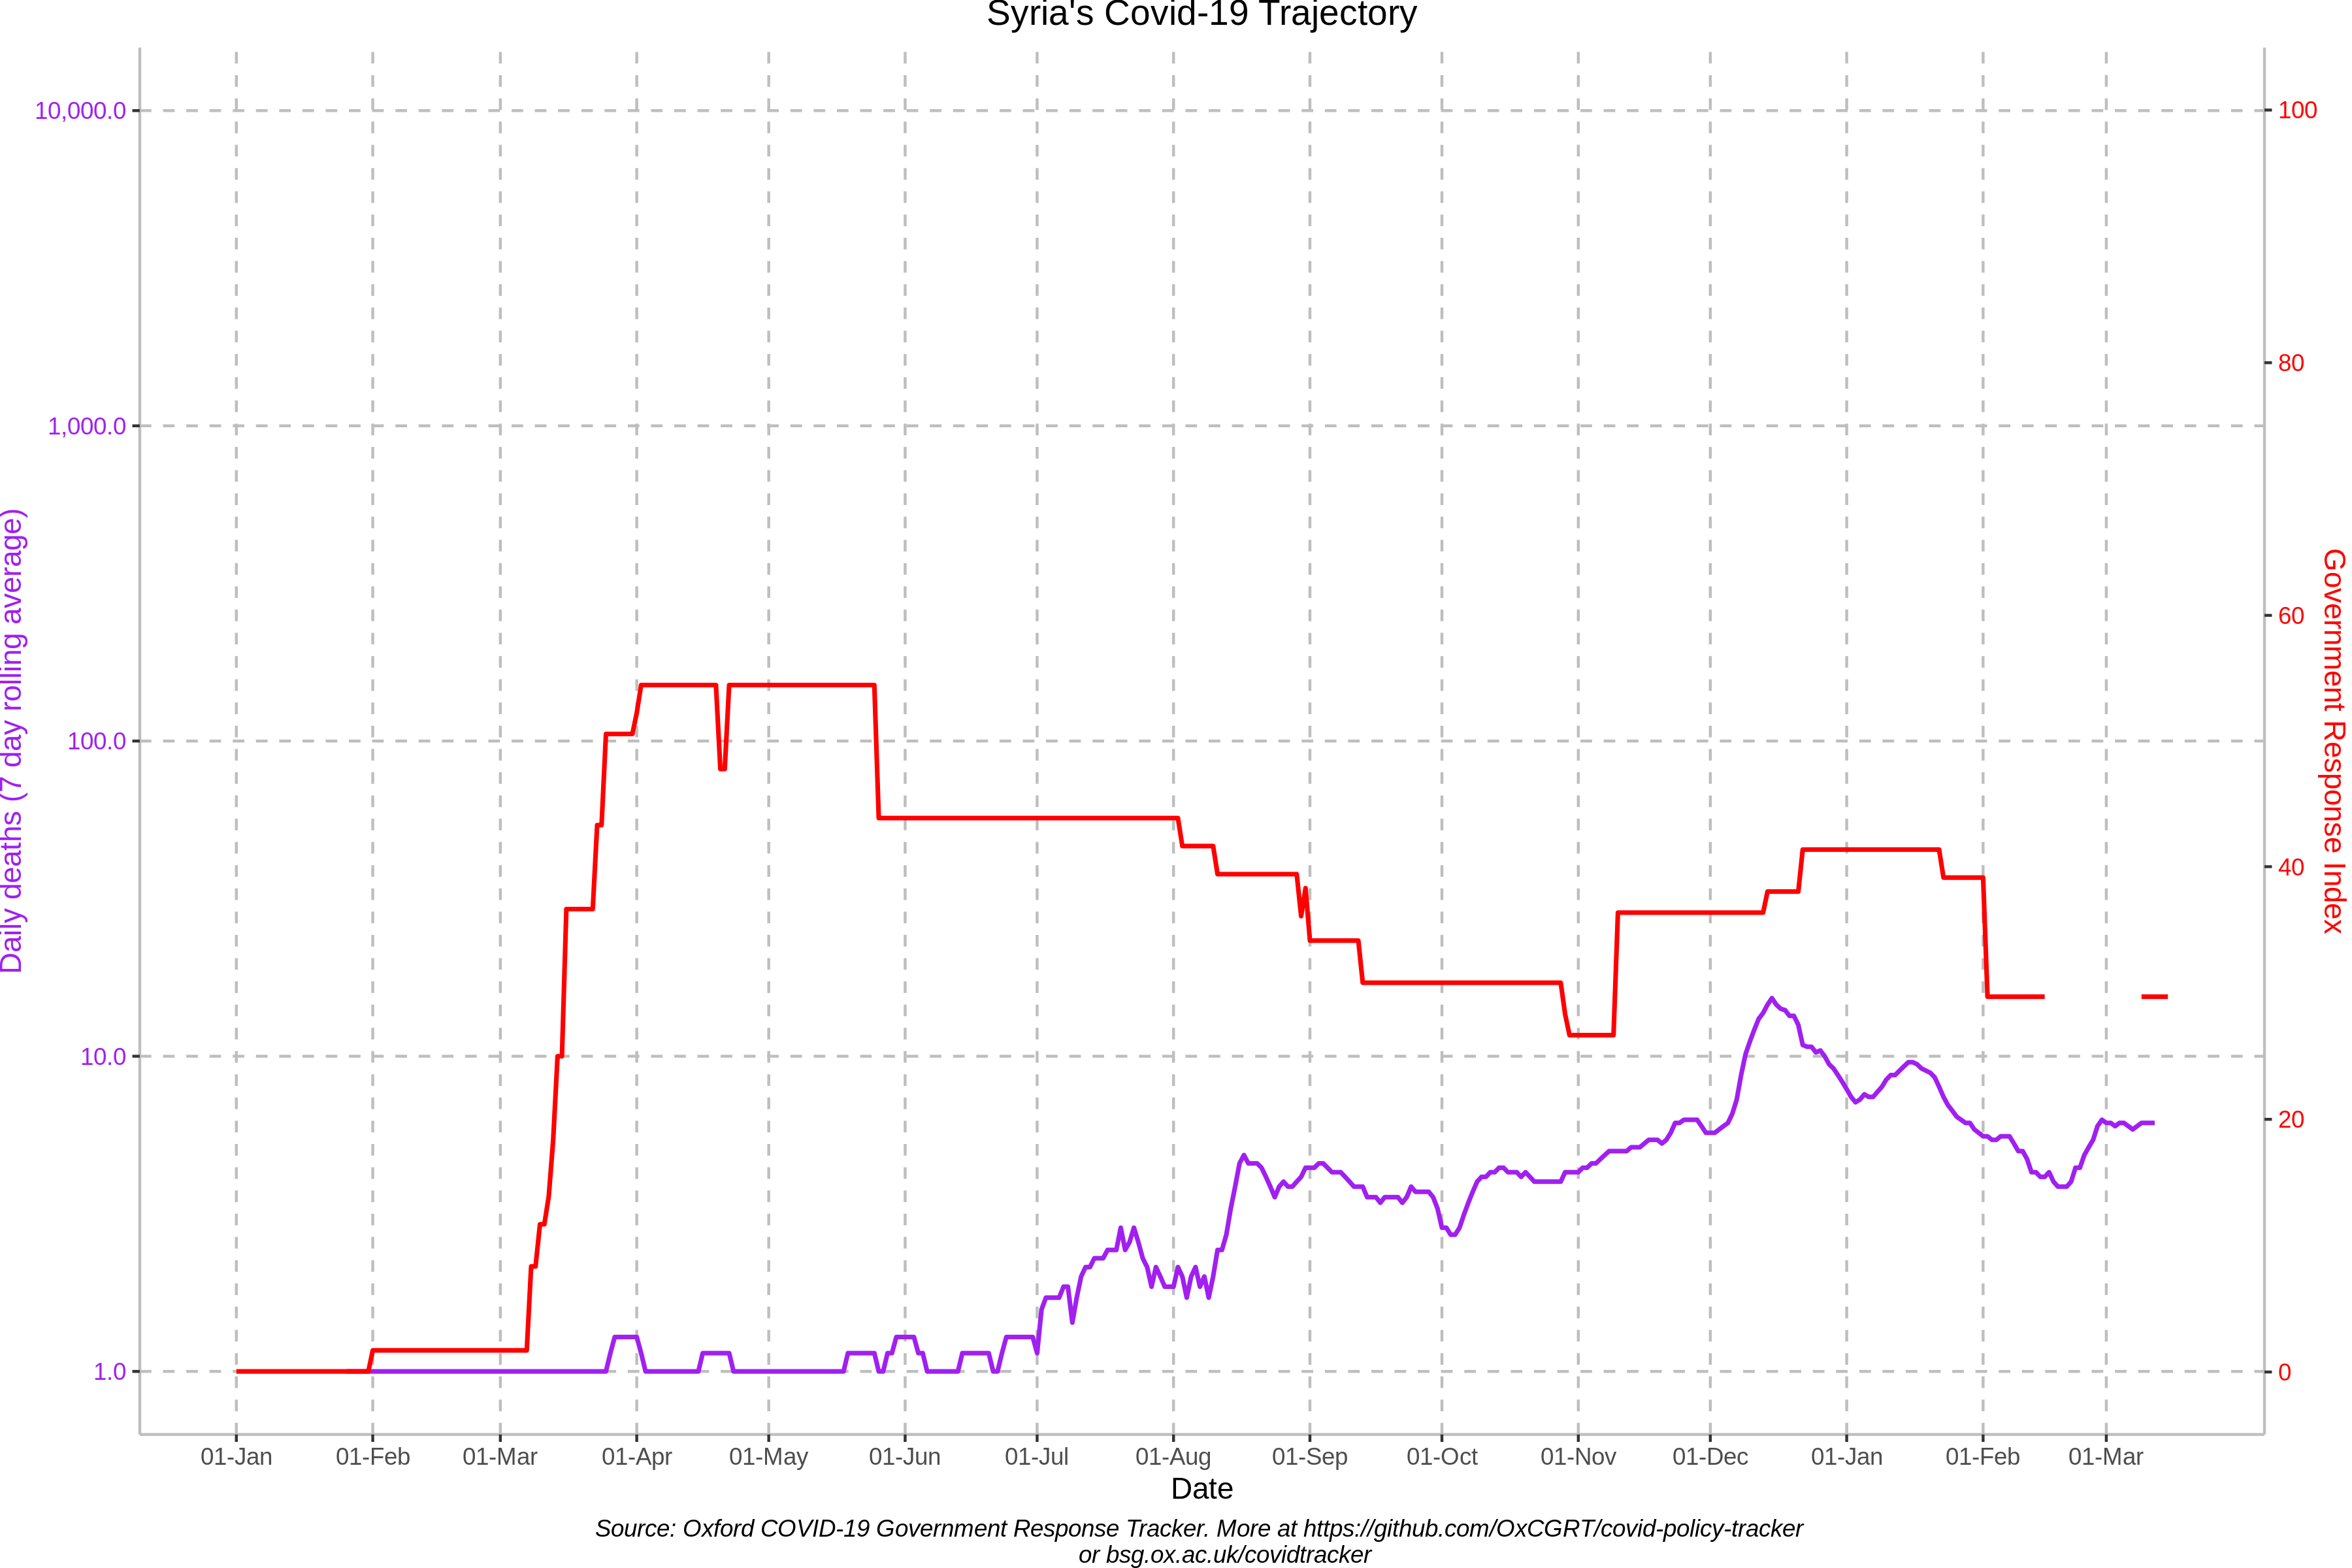 Syria's Covid-19 Trajectory
10,000.0
1,000.0
100.0
10.0
1.0
Daily deaths (7 day rolling average)
100
80
60
40
20
0
Government Response Index
01-Jan 01-Feb 01-Mar 01-Apr 01-May 01-Jun 01-Jul 01-Aug 01-Sep 01-Oct 01-Nov 01-Dec 01-Jan 01-Feb 01-Mar
Date
Source: Oxford COVID-19 Government Response Tracker. More at https://github.com/OxCGRT/covid-policy-tracker
or bsg.ox.ac.uk/covidtracker